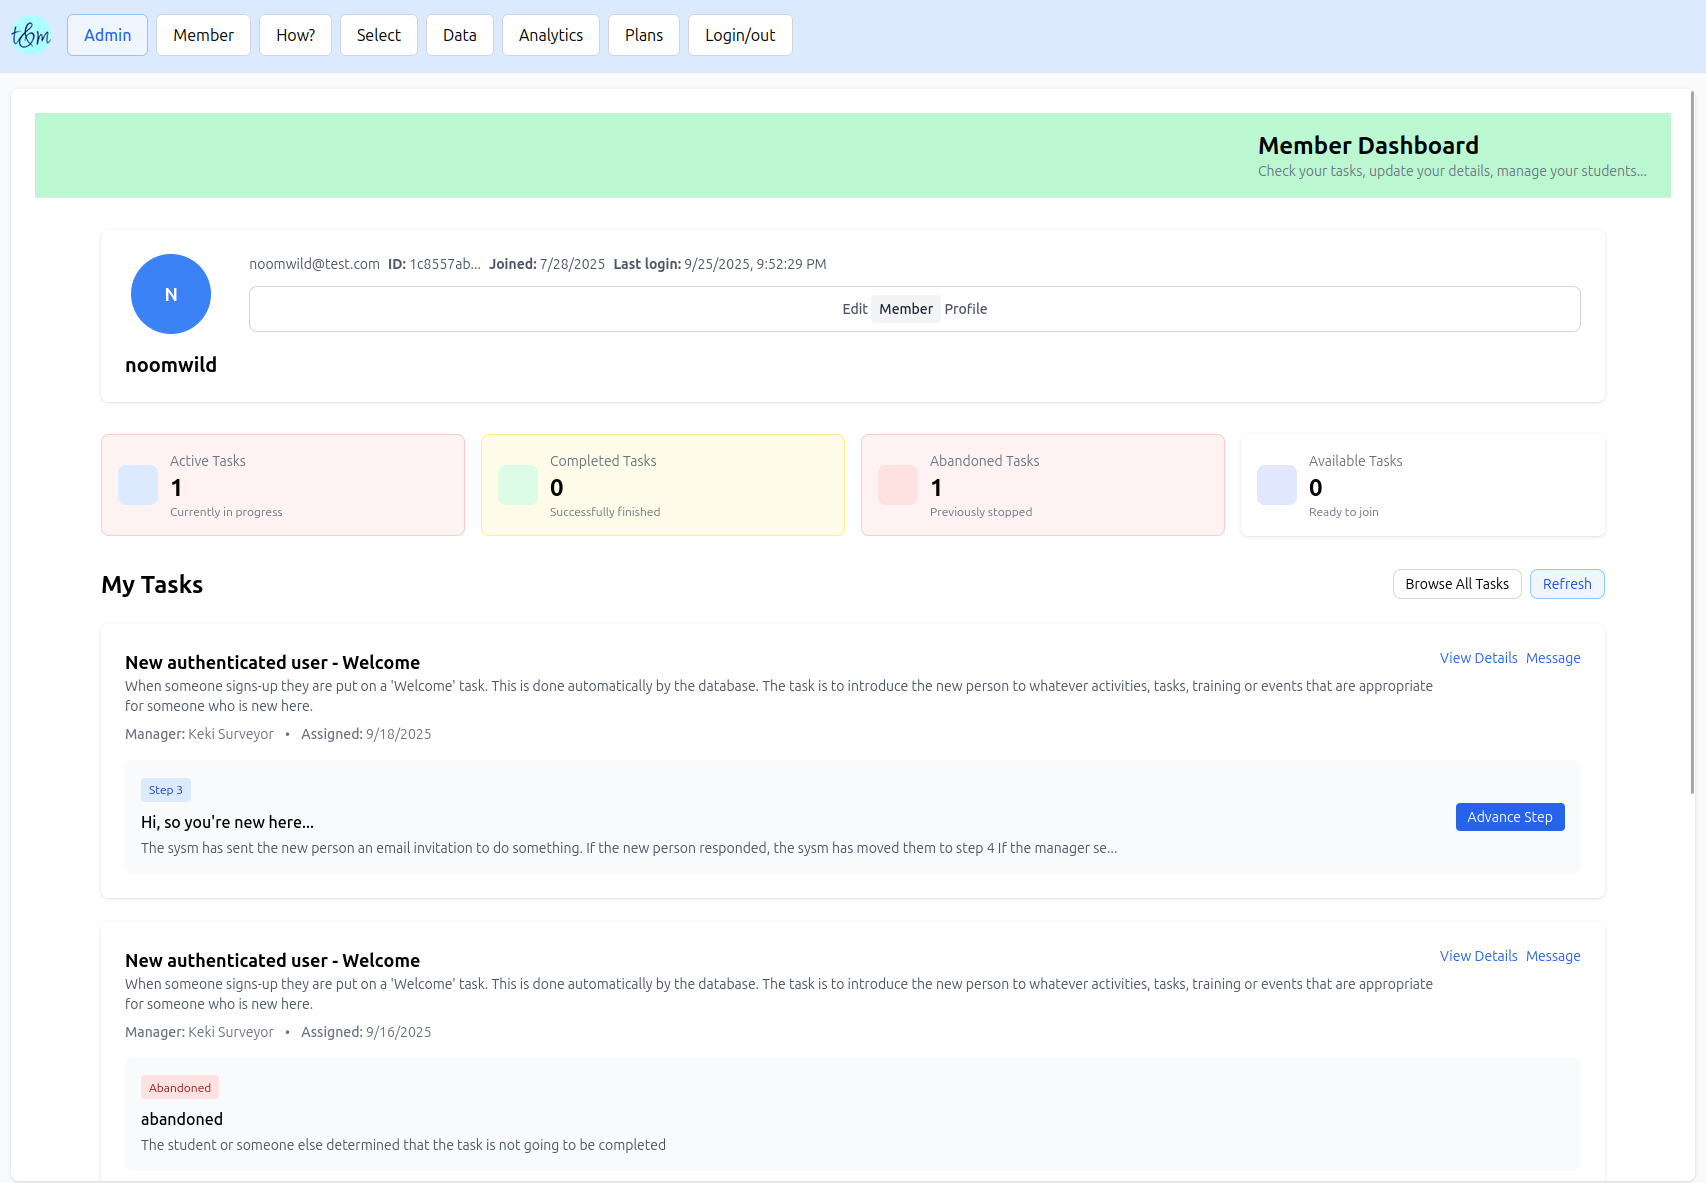 t&m
Admin
Member
How?
Select
Data
Analytics
Plans
Login/out
Member Dashboard
Check your tasks, update your details, manage your students...
N
noomwild@test.com ID: 1c8557ab... Joined: 7/28/2025 Last login: 9/25/2025, 9:52:29 PM
Edit Member Profile
noomwild
Active Tasks
1
Currently in progress
Completed Tasks
0
Successfully finished
Abandoned Tasks
1
Previously stopped
Available Tasks
0
Ready to join
My Tasks
Browse All Tasks
Refresh
New authenticated user - Welcome
View Details Message
When someone signs-up they are put on a 'Welcome' task. This is done automatically by the database. The task is to introduce the new person to whatever activities, tasks, training or events that are appropriate
for someone who is new here.
Manager: Keki Surveyor • Assigned: 9/18/2025
Step 3
Hi, so you're new here...
Advance Step
The sysm has sent the new person an email invitation to do something. If the new person responded, the sysm has moved them to step 4 If the manager se...
New authenticated user - Welcome
View Details Message
When someone signs-up they are put on a 'Welcome' task. This is done automatically by the database. The task is to introduce the new person to whatever activities, tasks, training or events that are appropriate
for someone who is new here.
Manager: Keki Surveyor • Assigned: 9/16/2025
Abandoned
abandoned
The student or someone else determined that the task is not going to be completed